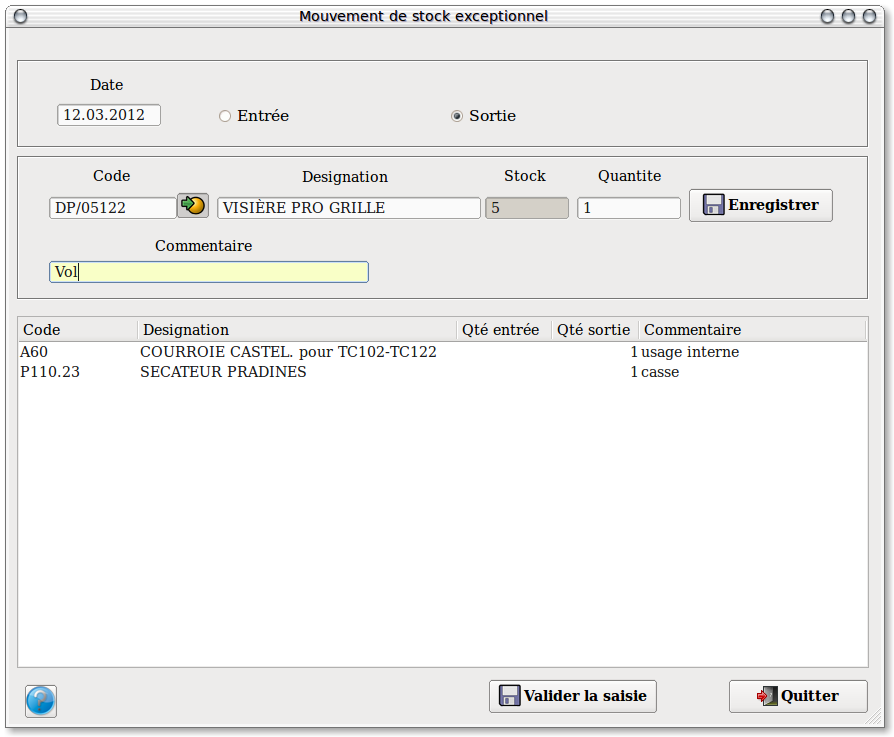 Mouvement de stock exceptionnel
Date
12.03.2012 Entrée Sortie
Code Designation Stock Quantite
DP/05122 VISIÈRE PRO GRILLE 5 1 Enregistrer
Commentaire
Vol
Code Designation Qté entrée Qté sortie Commentaire
A60 COURROIE CASTEL. pour TC102-TC122 1 usage interne
P110.23 SECATEUR PRADINES 1 casse
? Valider la saisie Quitter